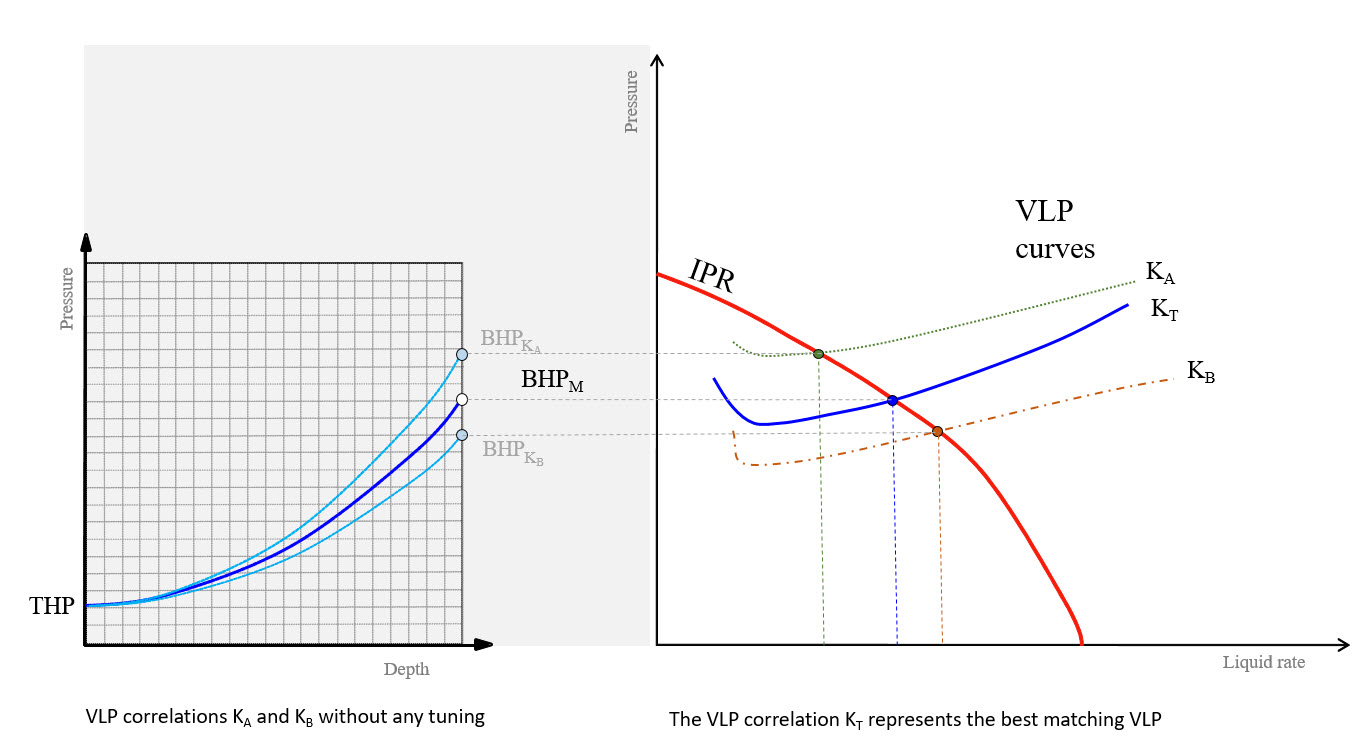 Pressure
THP
Depth
BHP_KA
BHP_M
BHP_KB
VLP correlations K_A and K_B without any tuning
Pressure
IPR
VLP
curves
K_A
K_T
K_B
Liquid rate
The VLP correlation K_T represents the best matching VLP